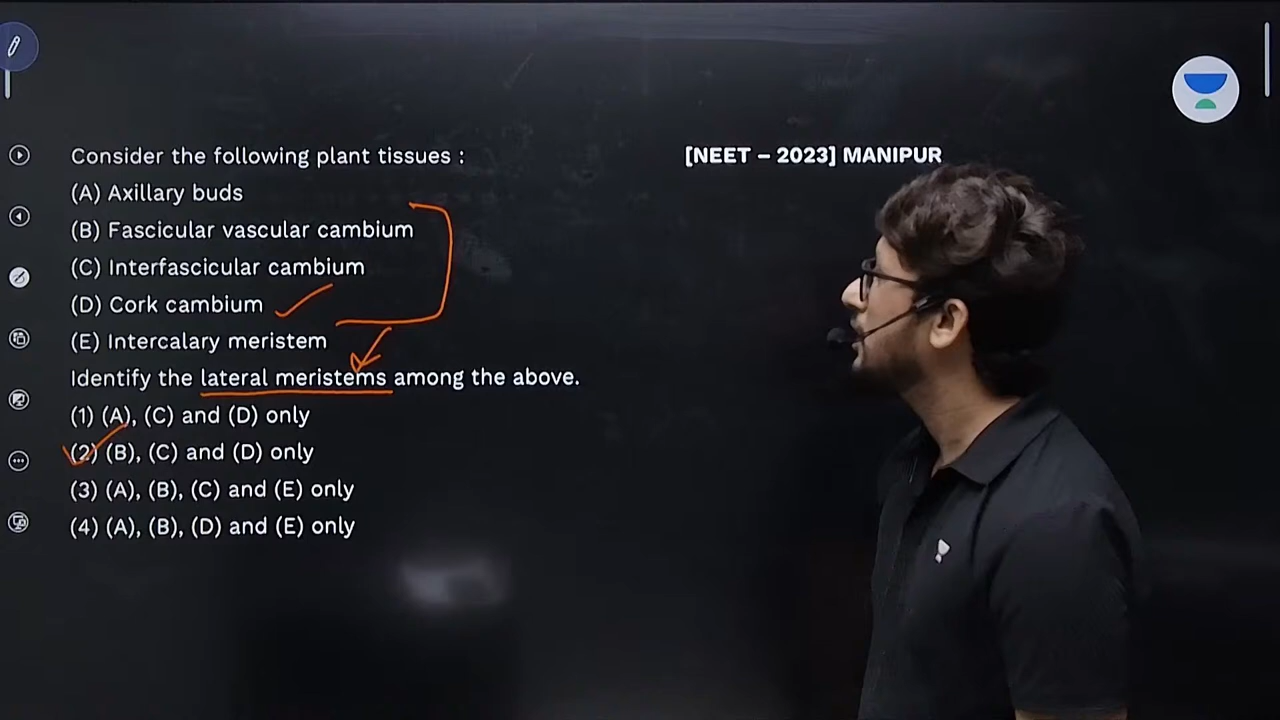 Consider the following plant tissues :
[NEET – 2023] MANIPUR
(A) Axillary buds
(B) Fascicular vascular cambium
(C) Interfascicular cambium
(D) Cork cambium
(E) Intercalary meristem
Identify the lateral meristems among the above.
(1) (A), (C) and (D) only
(2) (B), (C) and (D) only
(3) (A), (B), (C) and (E) only
(4) (A), (B), (D) and (E) only